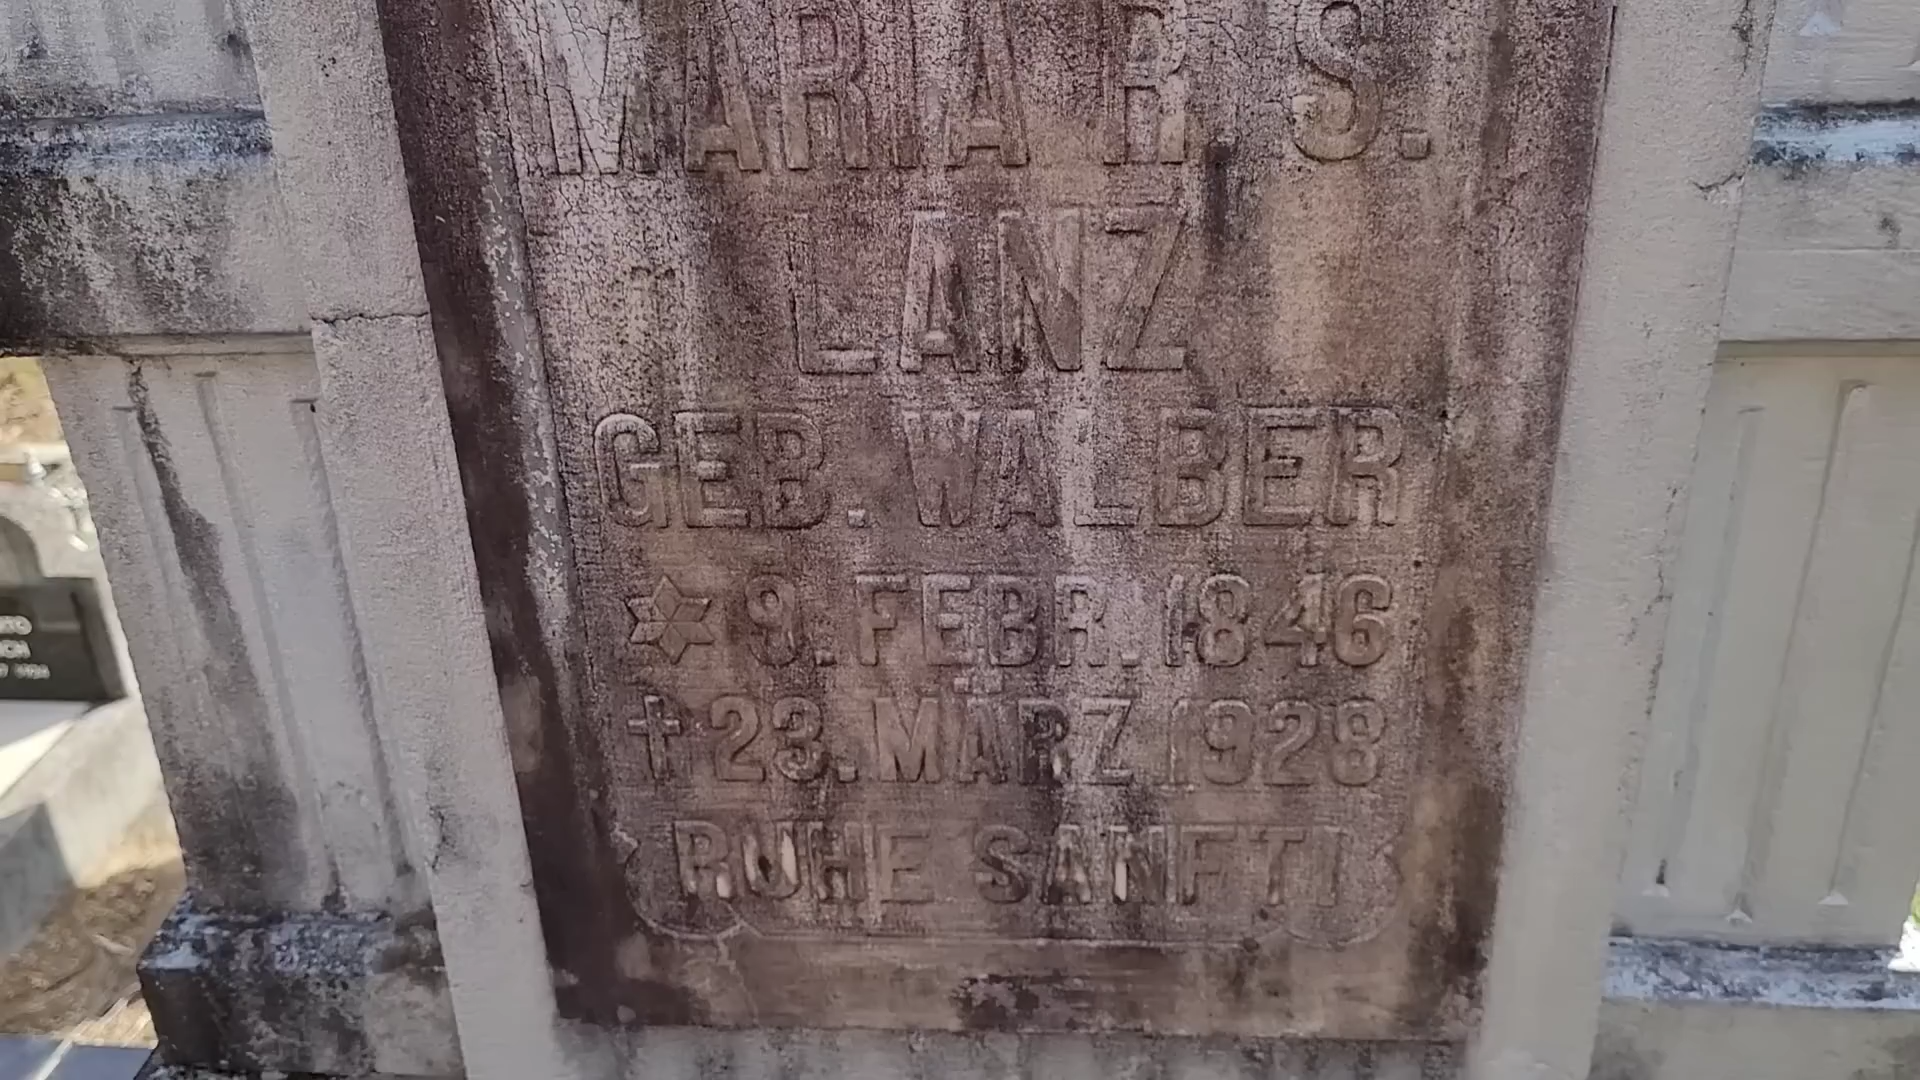 MARIA R. S.
LANZ
GEB. WALBER
9. FEBR. 1846
† 23. MÄRZ 1928
RUHE SANFT!